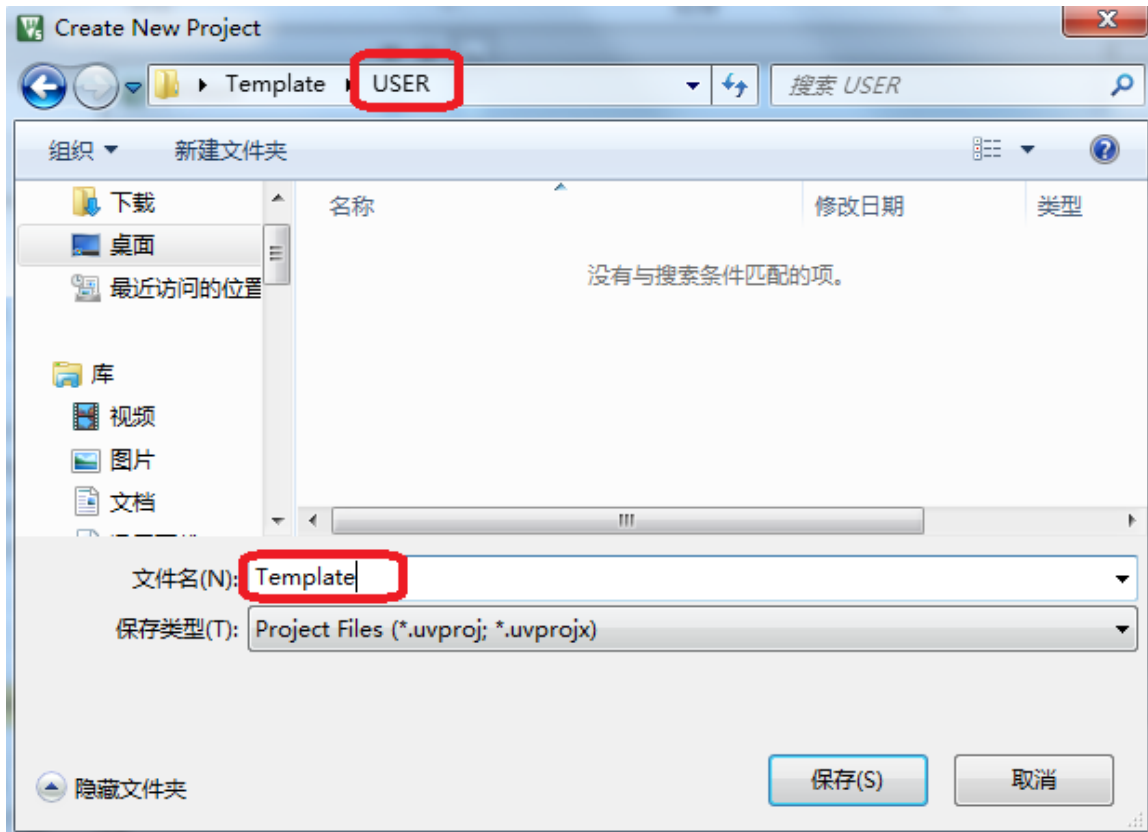 Create New Project
Template USER 搜索 USER
组织 新建文件夹
下载
桌面
最近访问的位置
库
视频
图片
文档
名称 修改日期 类型
没有与搜索条件匹配的项。
文件名(N): Template
保存类型(T): Project Files (*.uvproj; *.uvprojx)
隐藏文件夹 保存(S) 取消